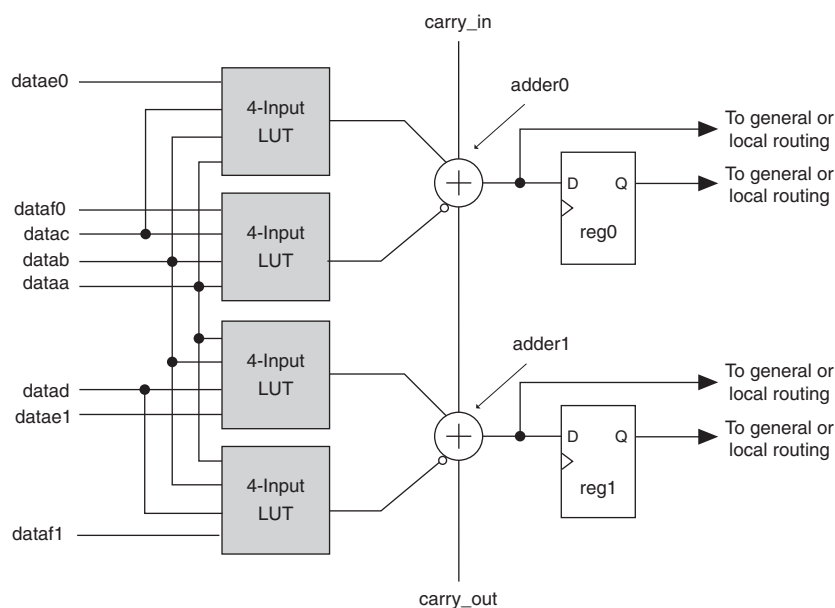 carry_in
adder0
datae0
4-Input
LUT
To general or
local routing
To general or
local routing
D Q
reg0
dataf0
datac
datab
dataa
4-Input
LUT
adder1
4-Input
LUT
datad
datae1
To general or
local routing
To general or
local routing
D Q
reg1
4-Input
LUT
dataf1
carry_out